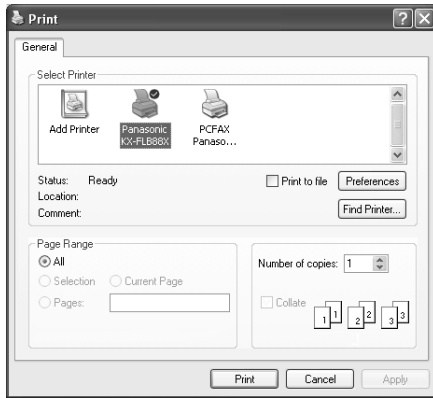 Print
General
Select Printer
Add Printer
Panasonic
KX-FLB88X
PCFAX
Panaso...
Status: Ready
Location:
Comment:
Print to file
Preferences
Find Printer...
Page Range
All
Selection
Current Page
Pages:
Number of copies: 1
Collate
1 1 2 2 3 3
Print
Cancel
Apply